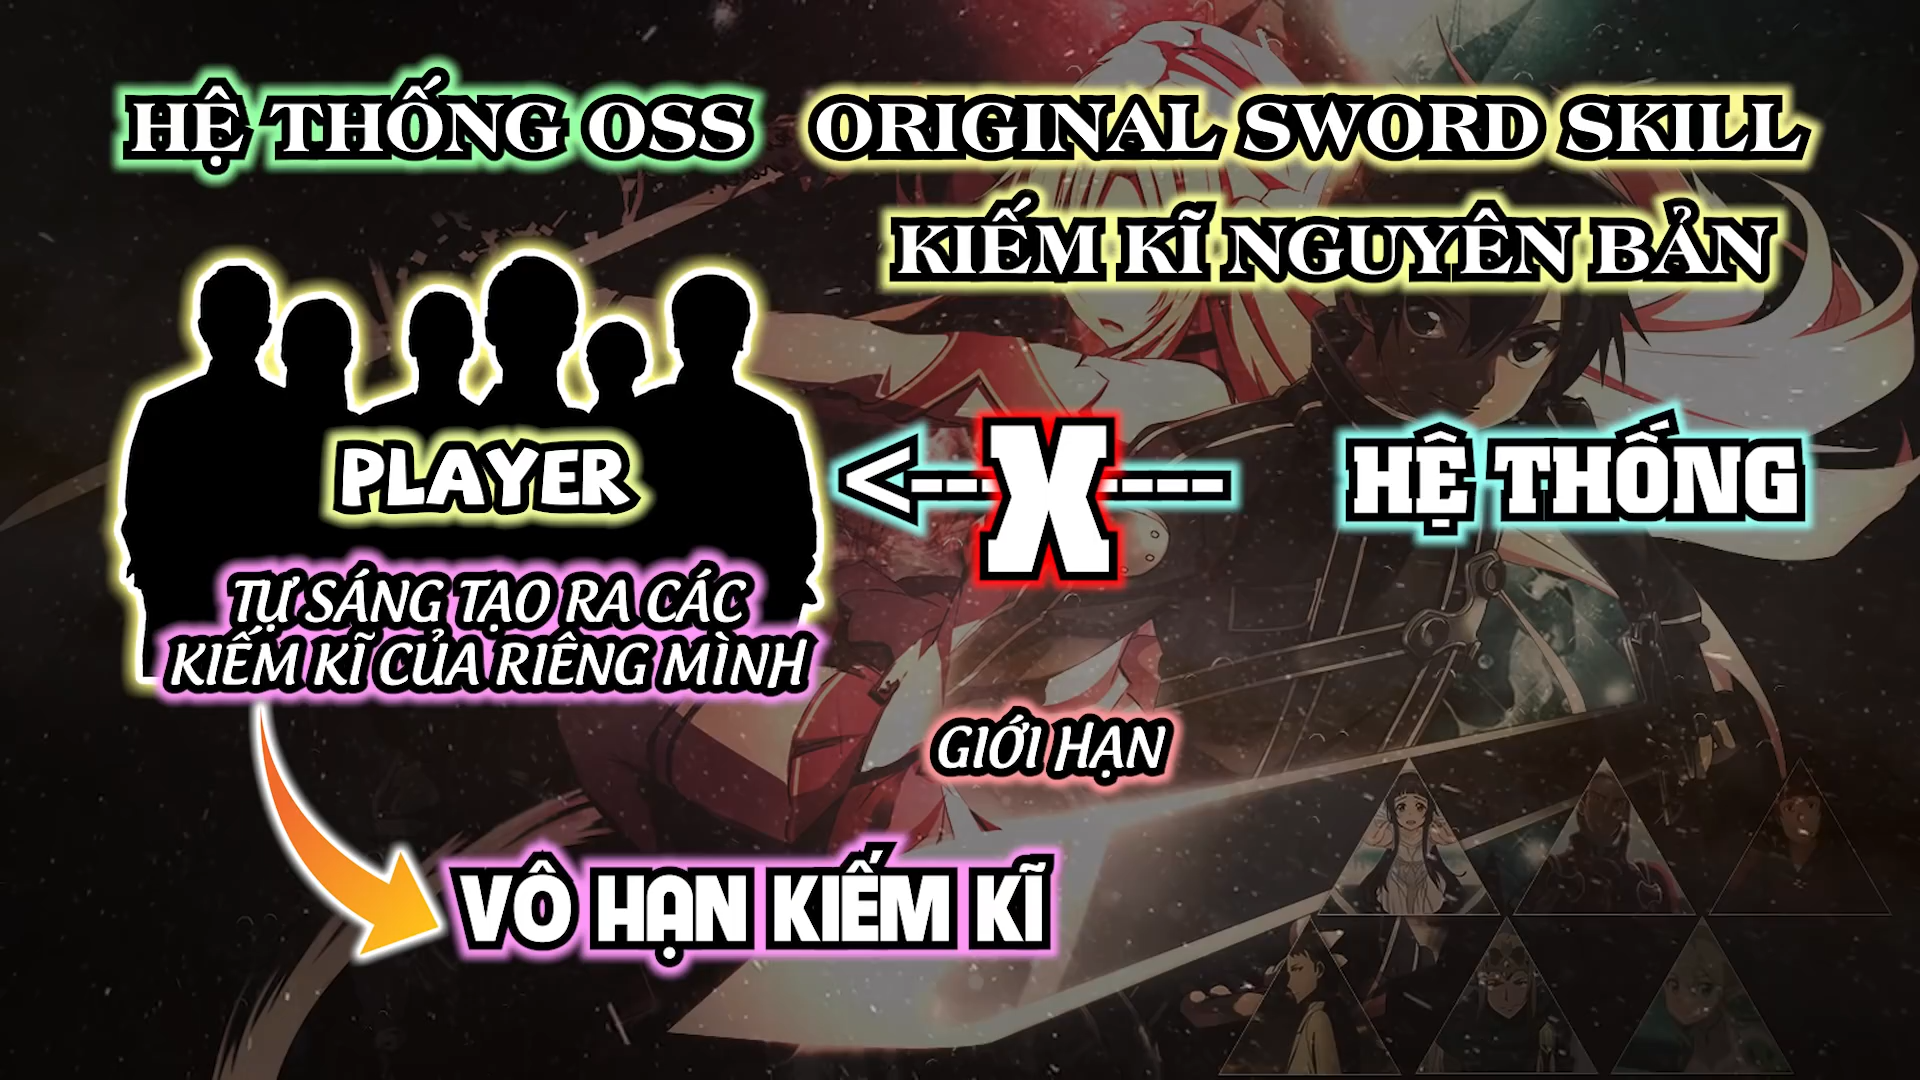 HỆ THỐNG OSS ORIGINAL SWORD SKILL
KIẾM KĨ NGUYÊN BẢN
PLAYER
<---X--- HỆ THỐNG
TỰ SÁNG TẠO RA CÁC
KIẾM KĨ CỦA RIÊNG MÌNH
GIỚI HẠN
VÔ HẠN KIẾM KĨ